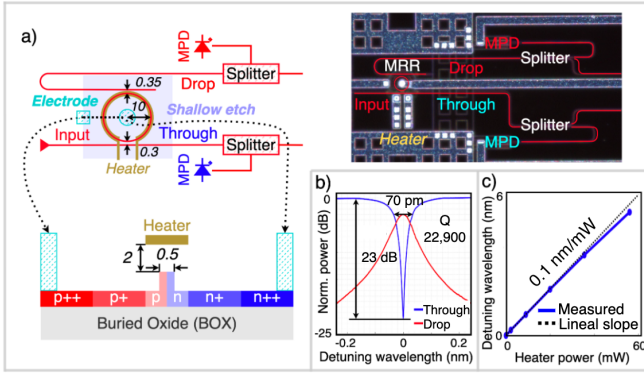 a)
MPD
Splitter
Drop
0.35
Electrode
10
Shallow etch
Input
Through
Splitter
0.3
Heater
MPD
Heater
2
0.5
p++
p+
p
n
n+
n++
Buried Oxide (BOX)
MPD
Splitter
MRR
Drop
Input
Through
Splitter
Heater
MPD
b)
0
70 pm
Q
22,900
23 dB
Norm. power (dB)
Through
Drop
-25
-0.2
0
0.2
Detuning wavelength (nm)
c)
6
0.1 nm/mW
Detuning wavelength (nm)
Measured
Lineal slope
0
0
60
Heater power (mW)